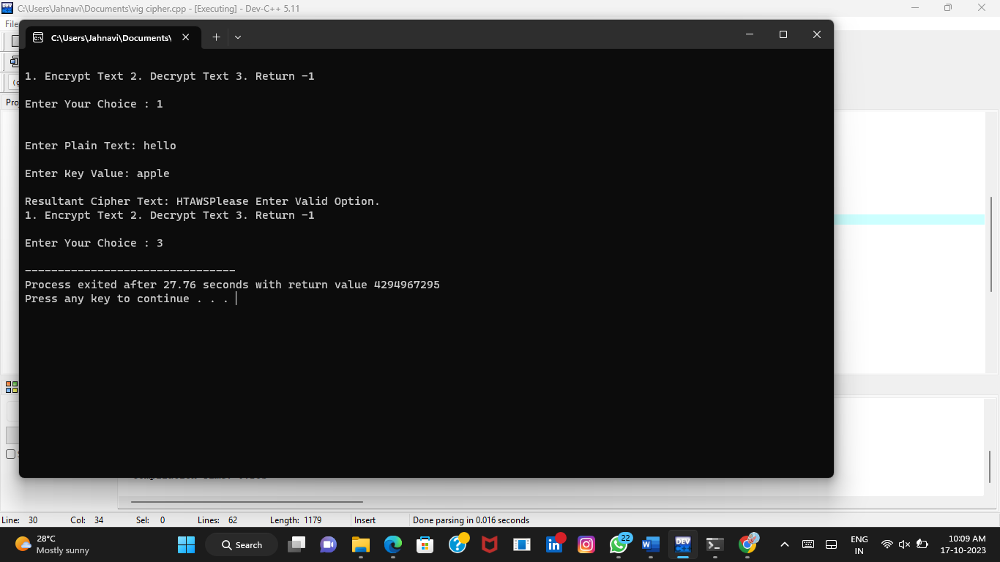 C:\Users\Jahnavi\Documents\vig cipher.cpp - [Executing] - Dev-C++ 5.11
File
C:\Users\Jahnavi\Documents\
Pro
1. Encrypt Text 2. Decrypt Text 3. Return -1
Enter Your Choice : 1
Enter Plain Text: hello
Enter Key Value: apple
Resultant Cipher Text: HTAWSPlease Enter Valid Option.
1. Encrypt Text 2. Decrypt Text 3. Return -1
Enter Your Choice : 3
--------------------------------
Process exited after 27.76 seconds with return value 4294967295
Press any key to continue . . .
Line: 30 Col: 34 Sel: 0 Lines: 62 Length: 1179 Insert Done parsing in 0.016 seconds
28°C
Mostly sunny
Search
22
DEV
ENG
IN
10:09 AM
17-10-2023